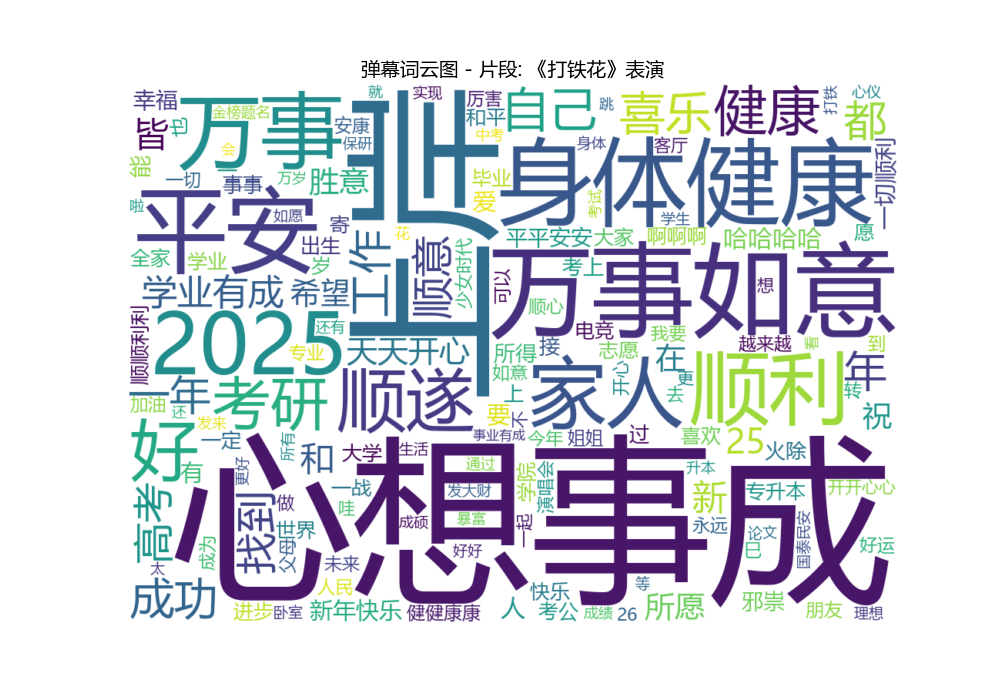 弹幕词云图 - 片段: 《打铁花》表演
幸福
金榜题名
就
实现
厉害
自己
喜乐
健康
跳
打铁
心仪
皆
也
万事
安康
上岸
和平
都
能
会
保研
中考
身体健康
身体
客厅
一切顺利
一切
事事
万岁
胜意
毕业
爱
考试
学生
啦
平安
如愿
寄
花
工作
顺意
少女时代
平平安安
大家
啊啊啊
哈哈哈哈
愿
全家
学业
出生
岁
考上
万事如意
可以
想
学业有成
希望
顺心
顺顺利利
2025
还有
电竞
我要
越来越
看
到
专业
天天开心
所得
接
志愿
在
年
一年
考研
顺遂
如意
家人
开心
更
顺利
转
加油
还
上
去
祝
发来
要
不
好
一定
所有
和
大学
生活
事业有成
今年
姐姐
过
喜欢
25
火除
有
更好
心想事成
通过
学院
演唱会
升本
开开心心
高考
找到
做
一战
发大财
新
专升本
世界
哇
成硕
暴富
一起
永远
论文
巳
国泰民安
好运
父母
成为
太
未来
好好
人民
快乐
等
邪祟
成功
进步
卧室
新年快乐
健健康康
人
考公
成绩
26
所愿
朋友
理想